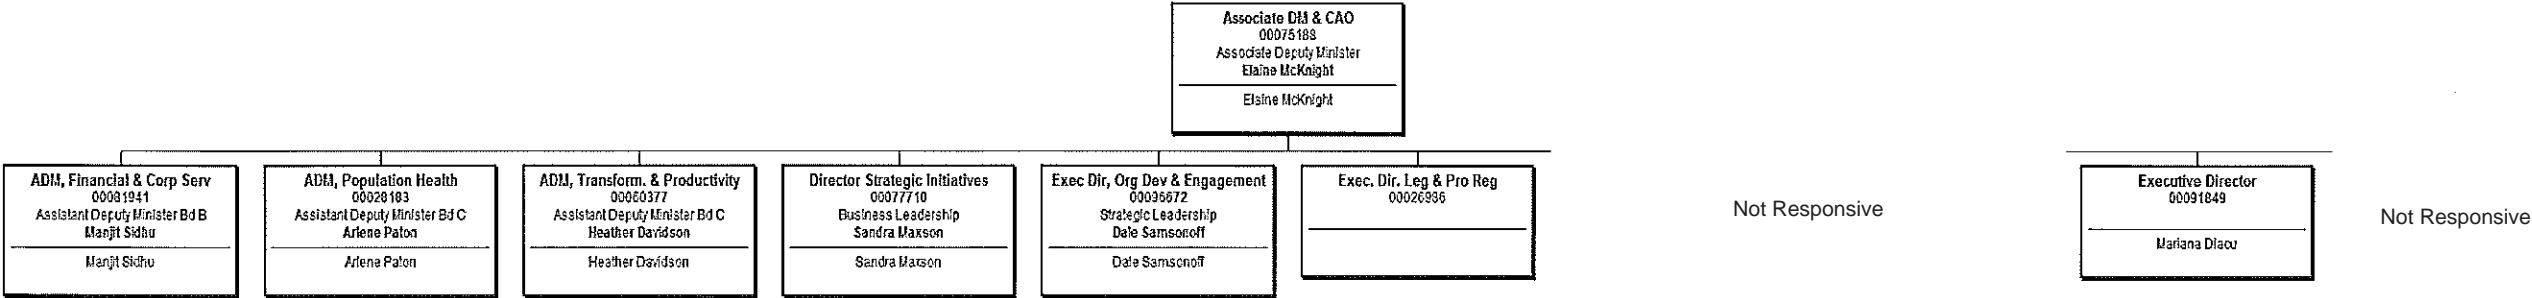 Associate DM & CAO
00075188
Associate Deputy Minister
Elaine McKnight
Elaine McKnight
ADM, Financial & Corp Serv
00081941
Assistant Deputy Minister Bd B
Manjit Sidhu
Manjit Sidhu
ADM, Population Health
00028183
Assistant Deputy Minister Bd C
Arlene Paton
Arlene Paton
ADM, Transform. & Productivity
00060377
Assistant Deputy Minister Bd C
Heather Davidson
Heather Davidson
Director Strategic Initiatives
00077710
Business Leadership
Sandra Maxson
Sandra Maxson
Exec Dir, Org Dev & Engagement
00096672
Strategic Leadership
Dale Samsonoff
Dale Samsonoff
Exec. Dir. Leg & Pro Reg
00026986
Not Responsive
Executive Director
00091849
Mariana Diacu
Not Responsive